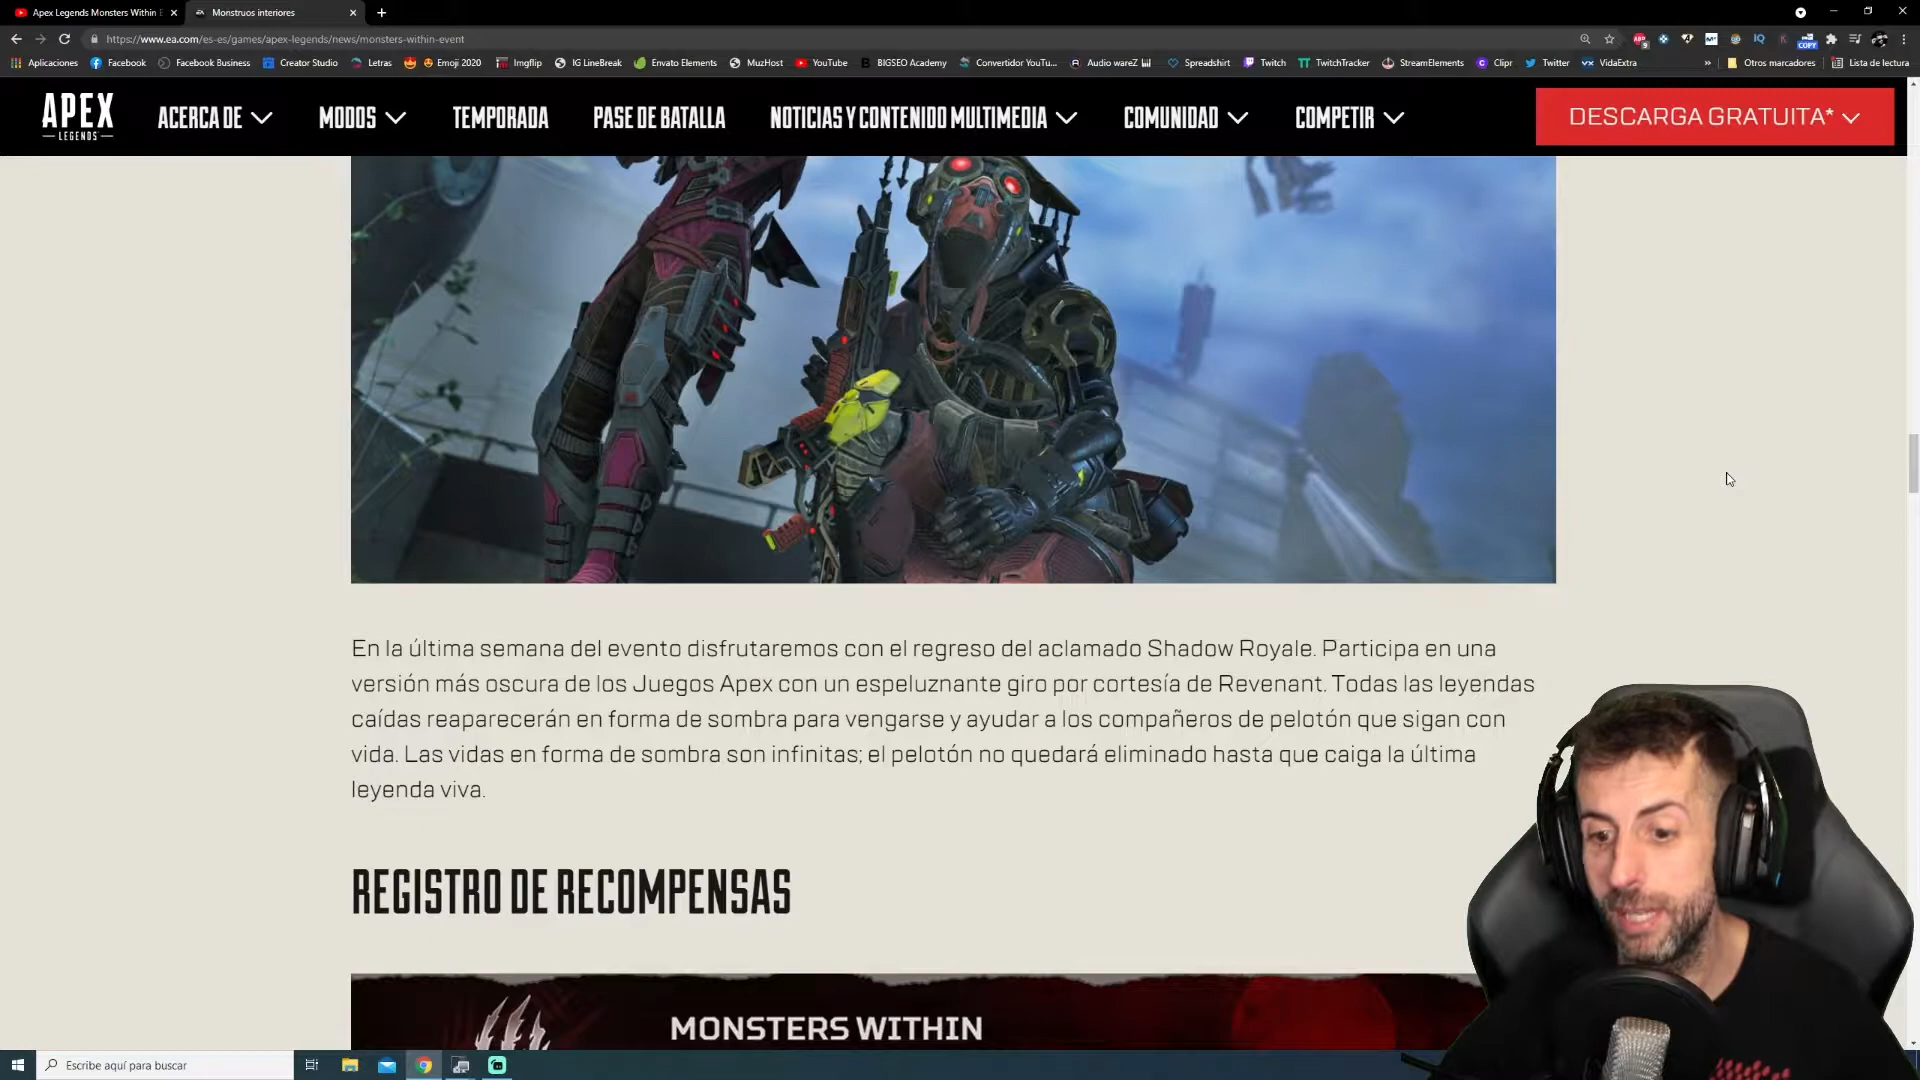 Apex Legends Monsters Within E
Monstruos interiores
https://www.ea.com/es-es/games/apex-legends/news/monsters-within-event
Aplicaciones
Facebook
Facebook Business
Creator Studio
Letras
Emoji 2020
Imgflip
IG LineBreak
Envato Elements
MuzHost
YouTube
BIGSEO Academy
Convertidor YouTu...
Audio wareZ
Spreadshirt
Twitch
TwitchTracker
StreamElements
Clipr
Twitter
VidaExtra
»
Otros marcadores
Lista de lectura
APEX
LEGENDS
ACERCA DE
MODOS
TEMPORADA
PASE DE BATALLA
NOTICIAS Y CONTENIDO MULTIMEDIA
COMUNIDAD
COMPETIR
DESCARGA GRATUITA*
En la última semana del evento disfrutaremos con el regreso del aclamado Shadow Royale. Participa en una
versión más oscura de los Juegos Apex con un espeluznante giro por cortesía de Revenant. Todas las leyendas
caídas reaparecerán en forma de sombra para vengarse y ayudar a los compañeros de pelotón que sigan con
vida. Las vidas en forma de sombra son infinitas; el pelotón no quedará eliminado hasta que caiga la última
leyenda viva.
REGISTRO DE RECOMPENSAS
MONSTERS WITHIN
Escribe aquí para buscar